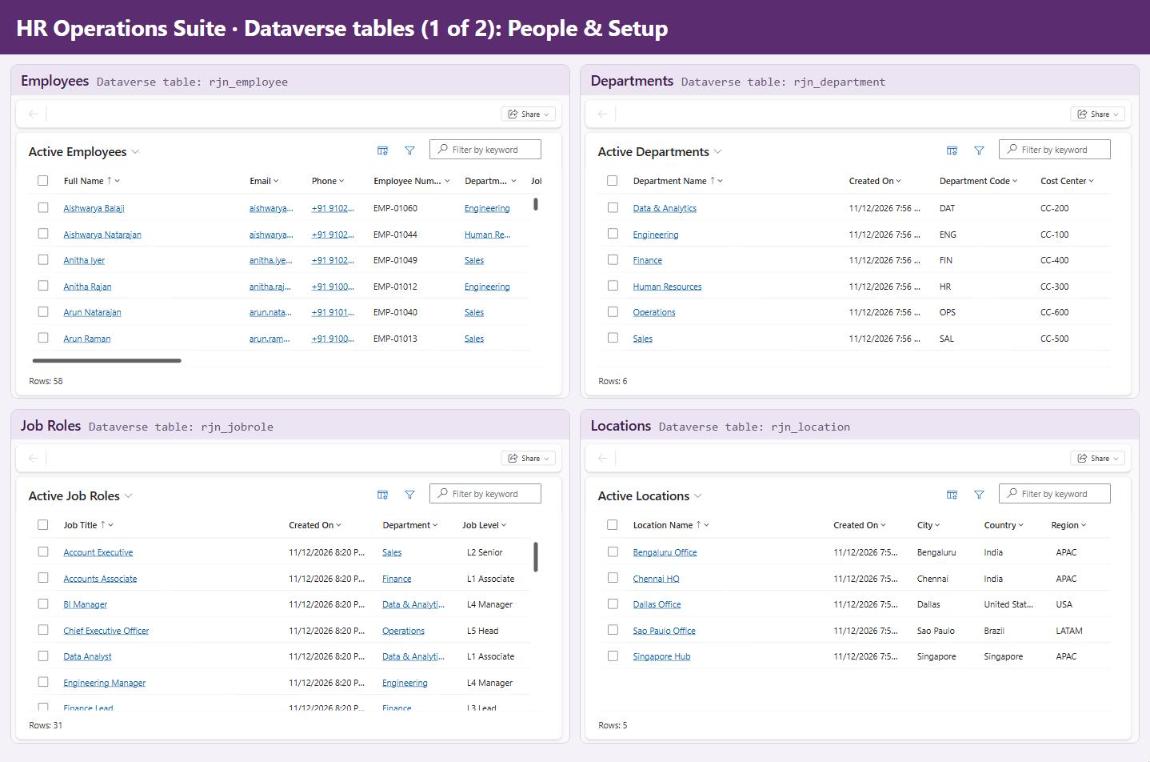 HR Operations Suite · Dataverse tables (1 of 2): People & Setup
Employees Dataverse table: rjn_employee
Share
Active Employees
Filter by keyword
Full Name ↑ Email Phone Employee Num... Departm... Jol
Aishwarya Balaji aishwarya... +91 9102... EMP-01060 Engineering
Aishwarya Natarajan aishwarya... +91 9102... EMP-01044 Human Re...
Anitha Iyer anitha.iye... +91 9102... EMP-01049 Sales
Anitha Rajan anitha.raj... +91 9100... EMP-01012 Engineering
Arun Natarajan arun.nata... +91 9101... EMP-01040 Sales
Arun Raman arun.ram... +91 9100... EMP-01013 Sales
Rows: 58
Departments Dataverse table: rjn_department
Share
Active Departments
Filter by keyword
Department Name ↑ Created On Department Code Cost Center
Data & Analytics 11/12/2026 7:56 ... DAT CC-200
Engineering 11/12/2026 7:56 ... ENG CC-100
Finance 11/12/2026 7:56 ... FIN CC-400
Human Resources 11/12/2026 7:56 ... HR CC-300
Operations 11/12/2026 7:56 ... OPS CC-600
Sales 11/12/2026 7:56 ... SAL CC-500
Rows: 6
Job Roles Dataverse table: rjn_jobrole
Share
Active Job Roles
Filter by keyword
Job Title ↑ Created On Department Job Level
Account Executive 11/12/2026 8:20 P... Sales L2 Senior
Accounts Associate 11/12/2026 8:20 P... Finance L1 Associate
BI Manager 11/12/2026 8:20 P... Data & Analyti... L4 Manager
Chief Executive Officer 11/12/2026 8:20 P... Operations L5 Head
Data Analyst 11/12/2026 8:20 P... Data & Analyti... L1 Associate
Engineering Manager 11/12/2026 8:20 P... Engineering L4 Manager
Finance Lead 11/12/2026 8:20 P... Finance L3 Lead
Rows: 31
Locations Dataverse table: rjn_location
Share
Active Locations
Filter by keyword
Location Name ↑ Created On City Country Region
Bengaluru Office 11/12/2026 7:5... Bengaluru India APAC
Chennai HQ 11/12/2026 7:5... Chennai India APAC
Dallas Office 11/12/2026 7:5... Dallas United Stat... USA
Sao Paulo Office 11/12/2026 7:5... Sao Paulo Brazil LATAM
Singapore Hub 11/12/2026 7:5... Singapore Singapore APAC
Rows: 5